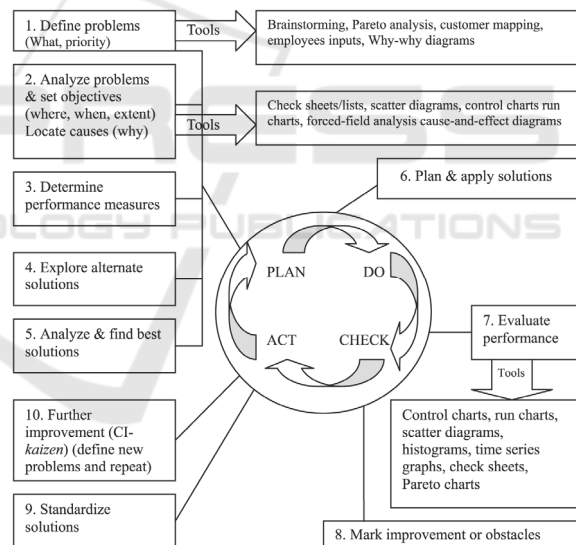 1. Define problems
(What, priority)
Tools
Brainstorming, Pareto analysis, customer mapping,
employees inputs, Why-why diagrams
2. Analyze problems
& set objectives
(where, when, extent)
Locate causes (why)
Tools
Check sheets/lists, scatter diagrams, control charts run
charts, forced-field analysis cause-and-effect diagrams
3. Determine
performance measures
6. Plan & apply solutions
4. Explore alternate
solutions
5. Analyze & find best
solutions
PLAN
DO
ACT
CHECK
7. Evaluate
performance
Tools
Control charts, run charts,
scatter diagrams,
histograms, time series
graphs, check sheets,
Pareto charts
10. Further
improvement (CI-
kaizen) (define new
problems and repeat)
9. Standardize
solutions
8. Mark improvement or obstacles
PRESS
OLOGY PUBLICATIONS